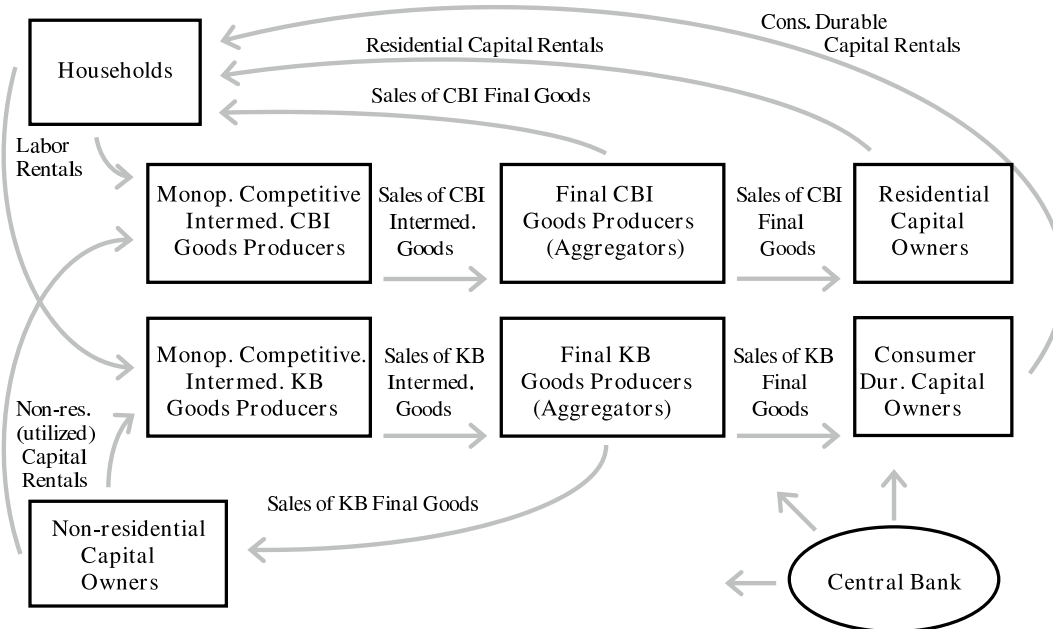 Households
Cons. Durable
Capital Rentals
Residential Capital Rentals
Sales of CBI Final Goods
Labor
Rentals
Monop. Competitive
Intermed. CBI
Goods Producers
Sales of CBI
Intermed.
Goods
Final CBI
Goods Producers
(Aggregators)
Sales of CBI
Final
Goods
Residential
Capital
Owners
Monop. Competitive.
Intermed. KB
Goods Producers
Sales of KB
Intermed.
Goods
Final KB
Goods Producers
(Aggregators)
Sales of KB
Final
Goods
Consumer
Dur. Capital
Owners
Non-res.
(utilized)
Capital
Rentals
Sales of KB Final Goods
Non-residential
Capital
Owners
Central Bank